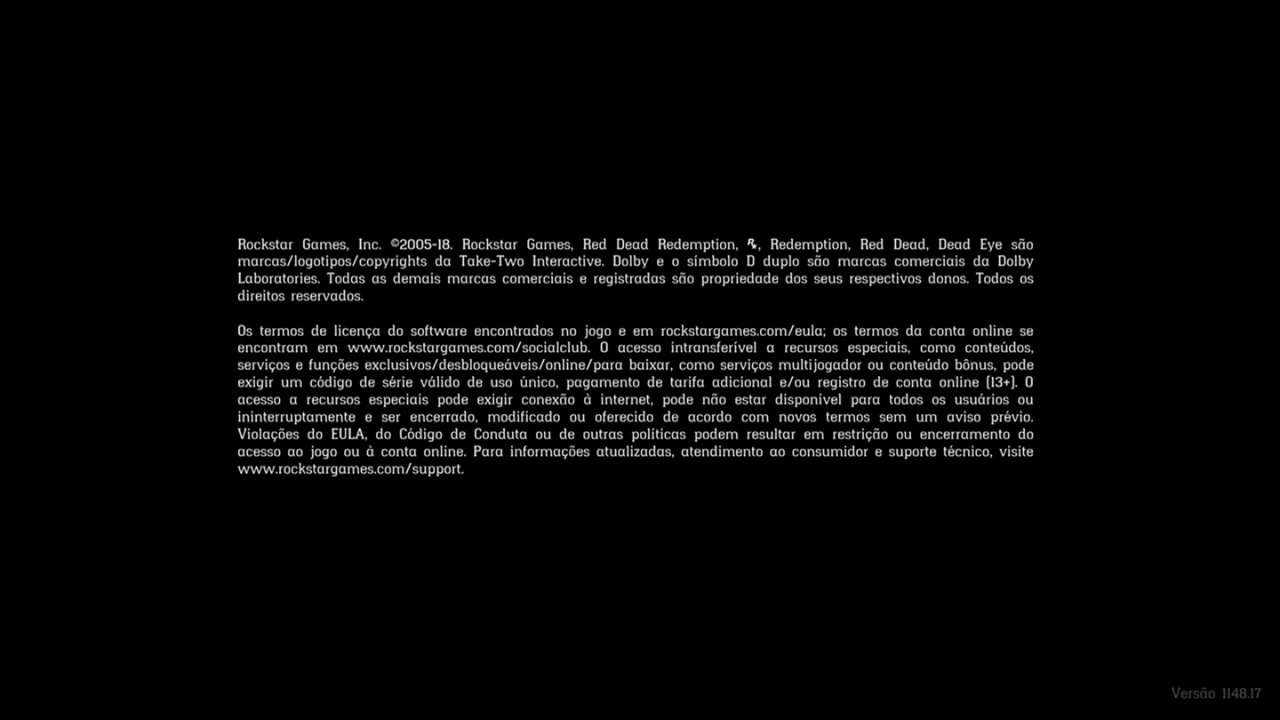 Rockstar Games, Inc. ©2005-18. Rockstar Games, Red Dead Redemption, R*, Redemption, Red Dead, Dead Eye são
marcas/logotipos/copyrights da Take-Two Interactive. Dolby e o símbolo D duplo são marcas comerciais da Dolby
Laboratories. Todas as demais marcas comerciais e registradas são propriedade dos seus respectivos donos. Todos os
direitos reservados.
Os termos de licença do software encontrados no jogo e em rockstargames.com/eula; os termos da conta online se
encontram em www.rockstargames.com/socialclub. O acesso intransferível a recursos especiais, como conteúdos,
serviços e funções exclusivos/desbloqueáveis/online/para baixar, como serviços multijogador ou conteúdo bônus, pode
exigir um código de série válido de uso único, pagamento de tarifa adicional e/ou registro de conta online (13+). O
acesso a recursos especiais pode exigir conexão à internet, pode não estar disponível para todos os usuários ou
ininterruptamente e ser encerrado, modificado ou oferecido de acordo com novos termos sem um aviso prévio.
Violações do EULA, do Código de Conduta ou de outras políticas podem resultar em restrição ou encerramento do
acesso ao jogo ou à conta online. Para informações atualizadas, atendimento ao consumidor e suporte técnico, visite
www.rockstargames.com/support.
Versão 1148.17